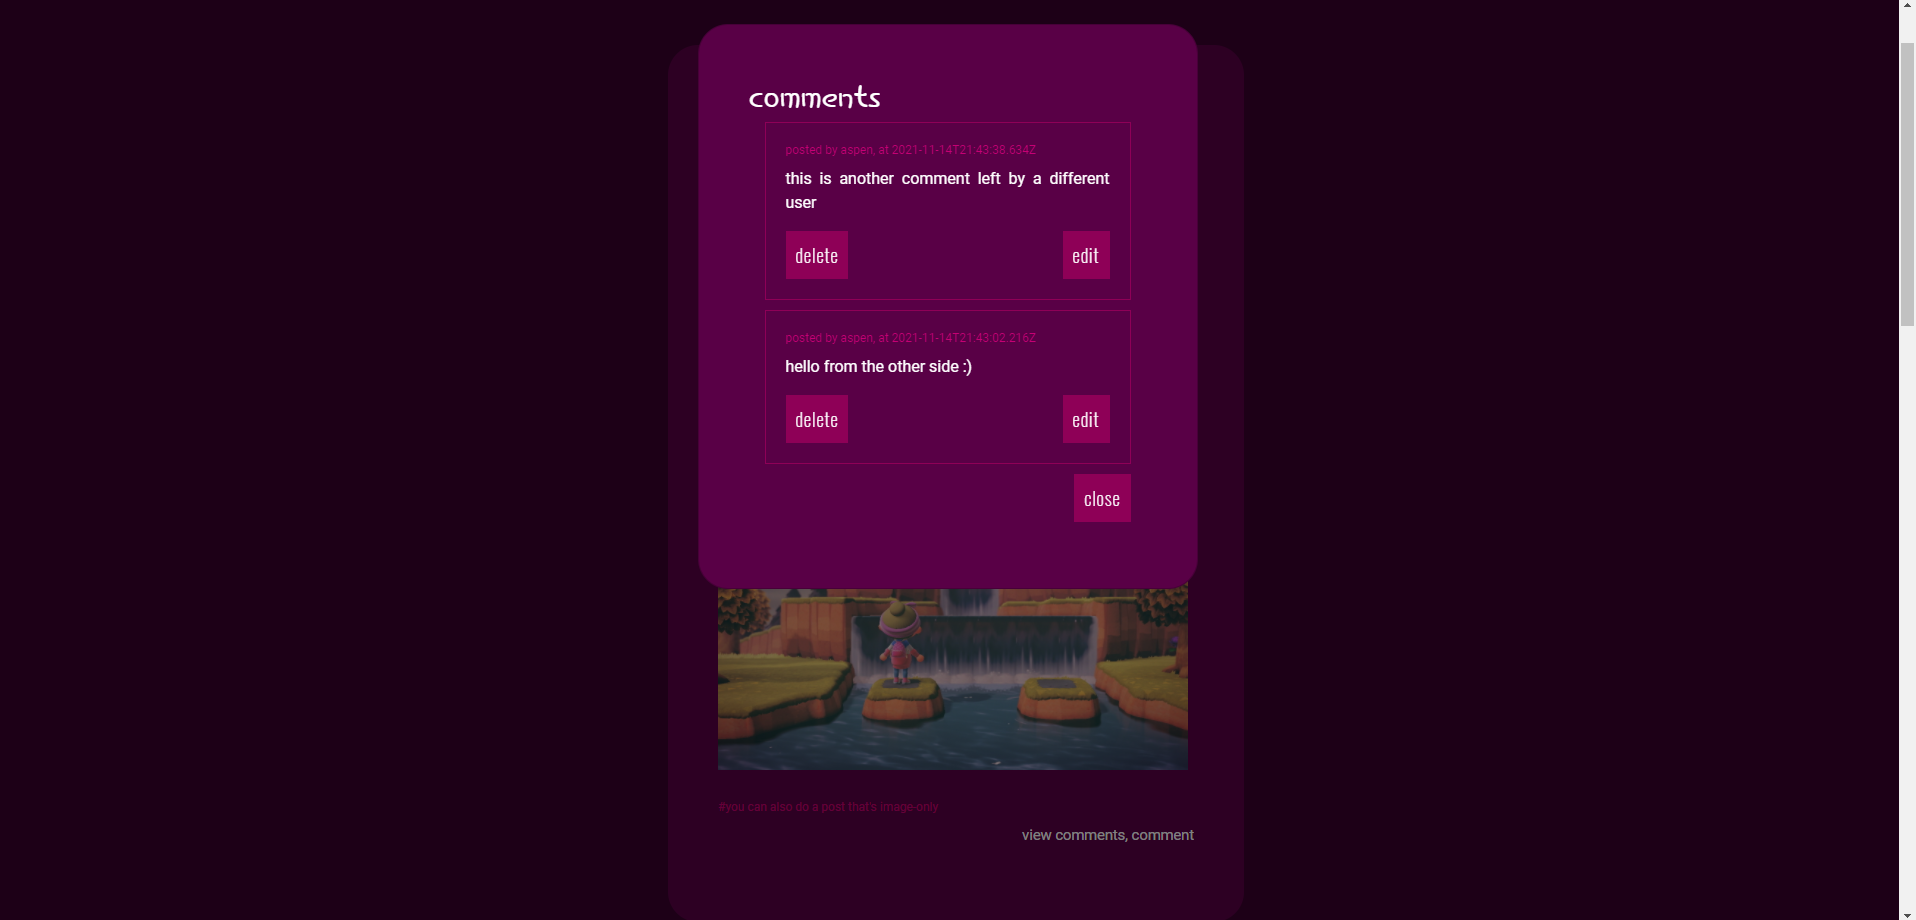 comments
posted by aspen, at 2021-11-14T21:43:38.634Z
this is another comment left by a different
user
delete
edit
posted by aspen, at 2021-11-14T21:43:02.216Z
hello from the other side :)
delete
edit
close
#you can also do a post that's image-only
view comments, comment